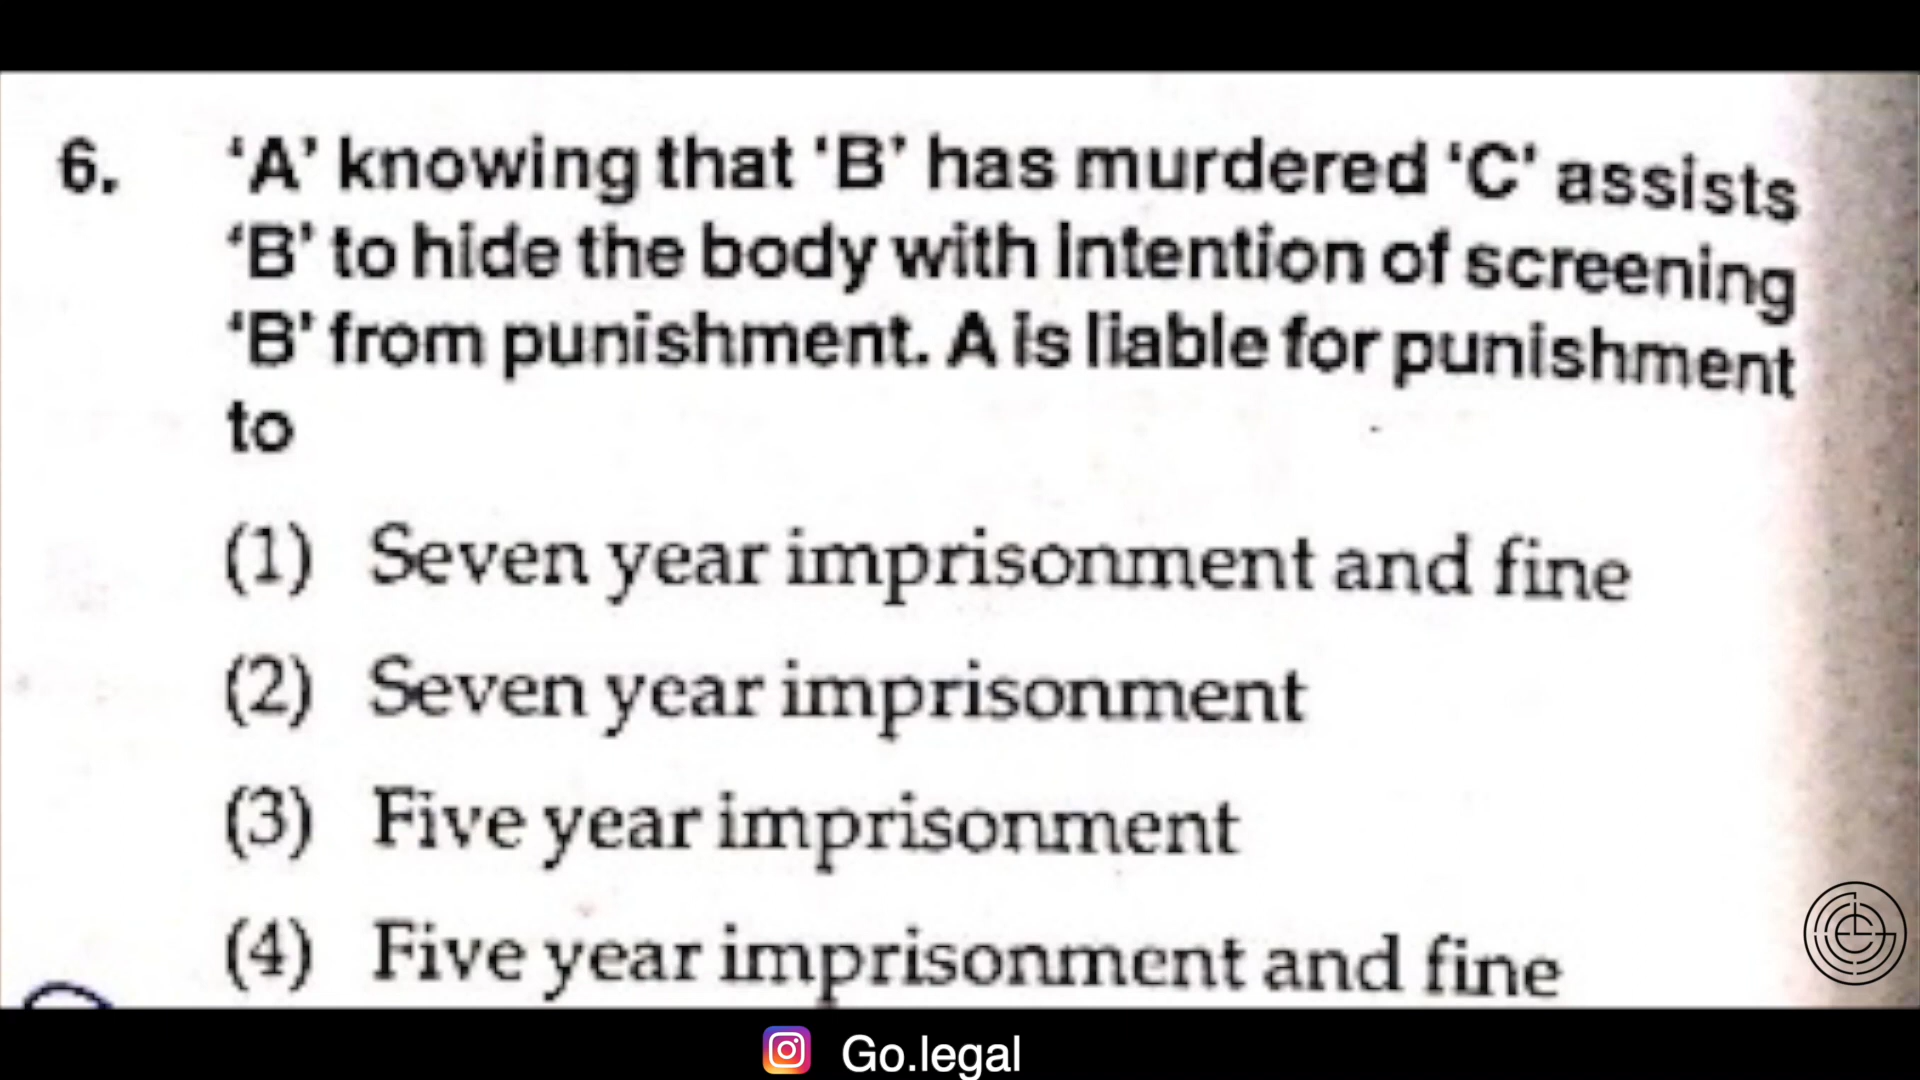 6. ‘A’ knowing that ‘B’ has murdered ‘C’ assists
‘B’ to hide the body with Intention of screening
‘B’ from punishment. A is liable for punishment
to
(1) Seven year imprisonment and fine
(2) Seven year imprisonment
(3) Five year imprisonment
(4) Five year imprisonment and fine
Go.legal